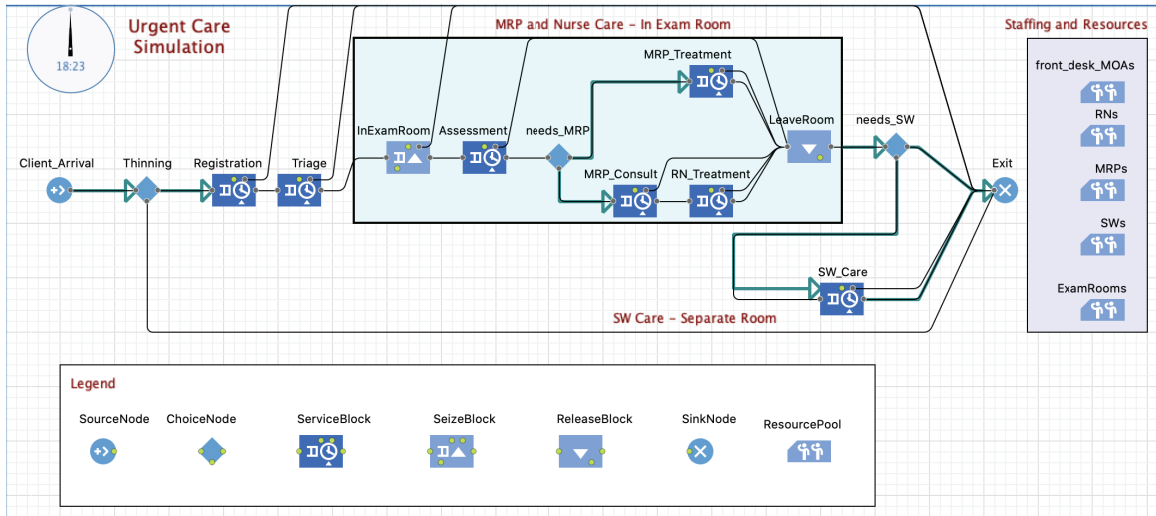 Urgent Care
Simulation
18:23
MRP and Nurse Care - In Exam Room
Staffing and Resources
MRP_Treatment
front_desk_MOAs
RNs
InExamRoom
Assessment
needs_MRP
LeaveRoom
needs_SW
Client_Arrival
Thinning
Registration
Triage
MRP_Consult
RN_Treatment
Exit
MRPs
SWs
SW_Care
ExamRooms
SW Care - Separate Room
Legend
SourceNode
ChoiceNode
ServiceBlock
SeizeBlock
ReleaseBlock
SinkNode
ResourcePool